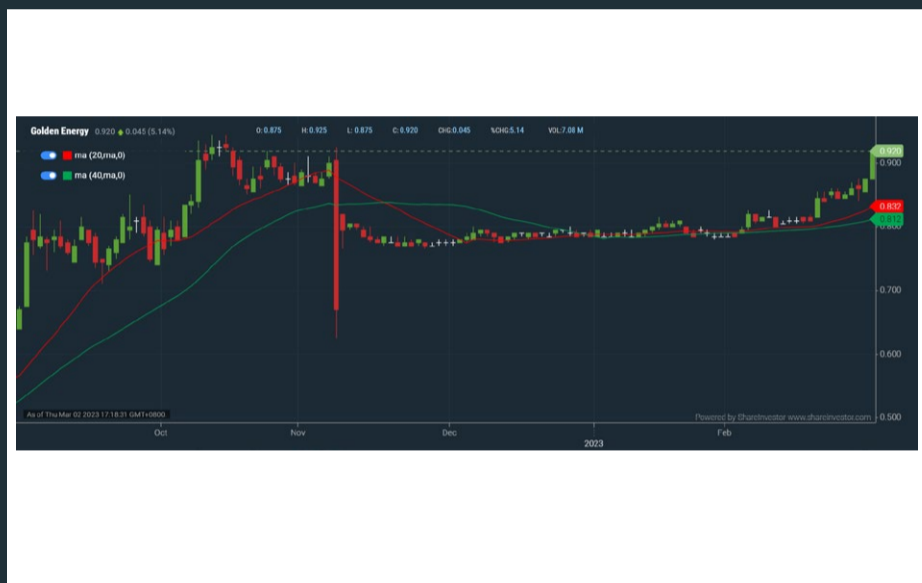 Golden Energy 0.920 0.045 (5.14%) O: 0.875 H: 0.925 L: 0.875 C: 0.920 CHG:0.045 %CHG:5.14 VOL:7.08 M
ma (20,ma,0)
ma (40,ma,0)
0.920
0.900
0.832
0.812
0.800
0.700
0.600
0.500
As of Thu Mar 02 2023 17:18:31 GMT+0800
Powered by ShareInvestor www.shareinvestor.com
Oct Nov Dec Feb
2023